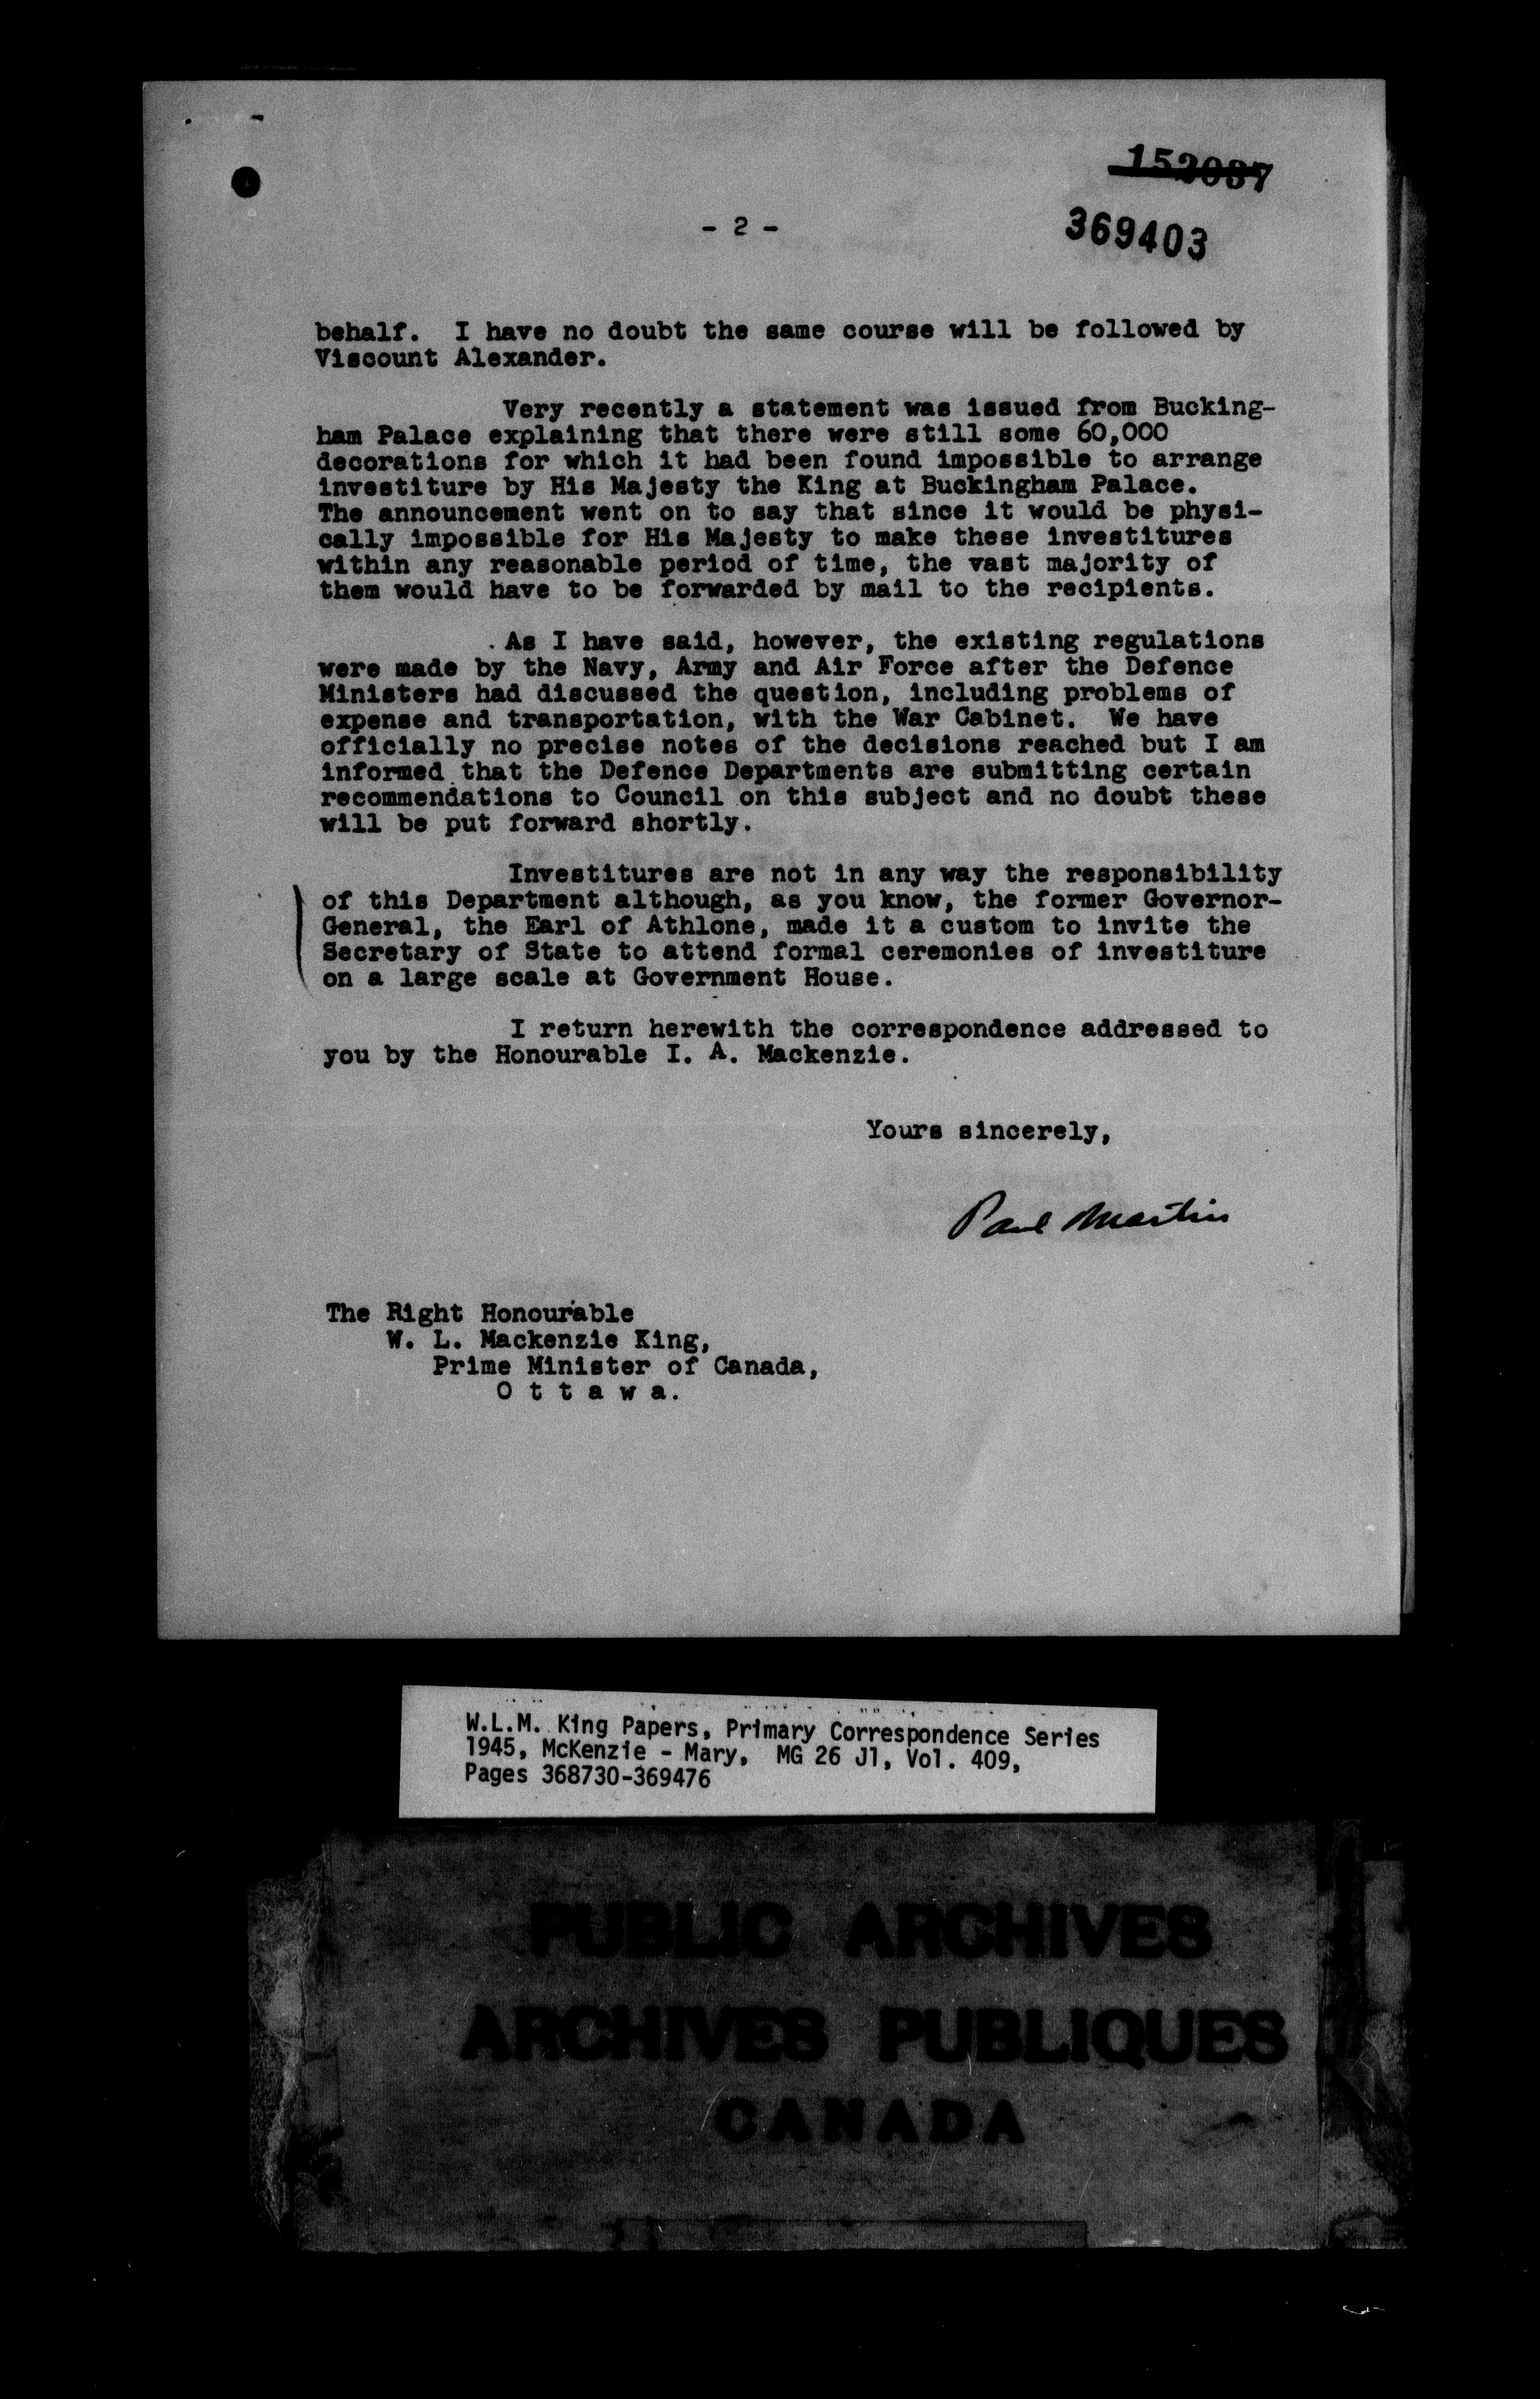 152087
369403
- 2 -
behalf. I have no doubt the same course will be followed by
Viscount Alexander.
Very recently a statement was issued from Bucking-
ham Palace explaining that there were still some 60,000
decorations for which it had been found impossible to arrange
investiture by His Majesty the King at Buckingham Palace.
The announcement went on to say that since it would be physi-
cally impossible for His Majesty to make these investitures
within any reasonable period of time, the vast majority of
them would have to be forwarded by mail to the recipients.
As I have said, however, the existing regulations
were made by the Navy, Army and Air Force after the Defence
Ministers had discussed the question, including problems of
expense and transportation, with the War Cabinet. We have
officially no precise notes of the decisions reached but I am
informed that the Defence Departments are submitting certain
recommendations to Council on this subject and no doubt these
will be put forward shortly.
Investitures are not in any way the responsibility
of this Department although, as you know, the former Governor-
General, the Earl of Athlone, made it a custom to invite the
Secretary of State to attend formal ceremonies of investiture
on a large scale at Government House.
I return herewith the correspondence addressed to
you by the Honourable I. A. Mackenzie.
Yours sincerely,
Paul Martin
The Right Honourable
W. L. Mackenzie King,
Prime Minister of Canada,
O t t a w a.
W.L.M. King Papers, Primary Correspondence Series
1945, McKenzie - Mary, MG 26 J1, Vol. 409,
Pages 368730-369476
PUBLIC ARCHIVES
ARCHIVES PUBLIQUES
CANADA